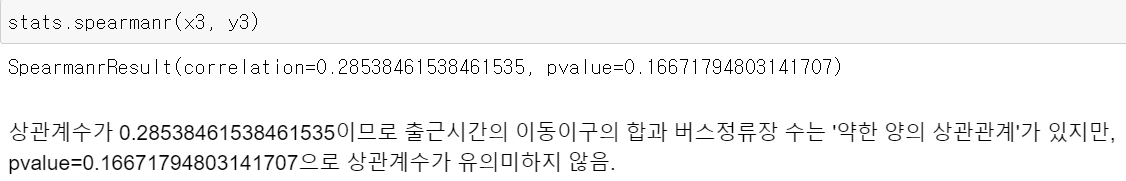 stats.spearmanr(x3, y3)
SpearmanrResult(correlation=0.28538461538461535, pvalue=0.16671794803141707)
상관계수가 0.28538461538461535이므로 출근시간의 이동이구의 합과 버스정류장 수는 '약한 양의 상관관계'가 있지만,
pvalue=0.16671794803141707으로 상관계수가 유의미하지 않음.